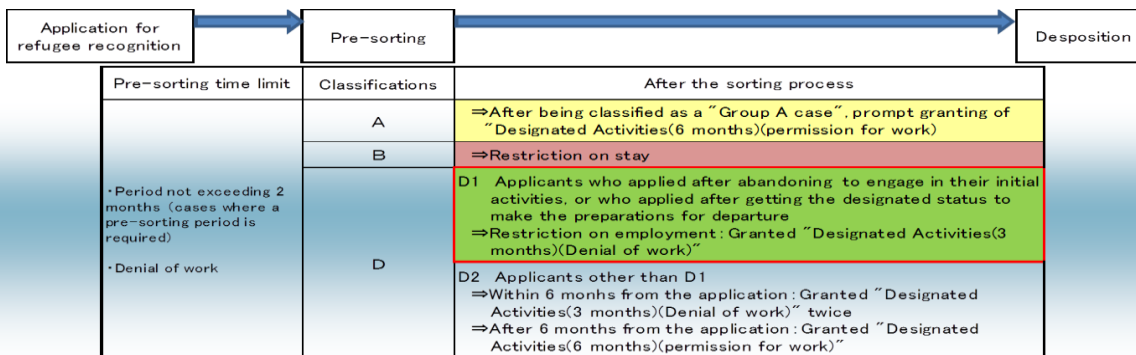 Application for
refugee recognition
Pre-sorting
Desposition
Pre-sorting time limit
Classifications
After the sorting process
・Period not exceeding 2
months (cases where a
pre-sorting period is
required)
・Denial of work
A
⇒After being classified as a "Group A case", prompt granting of
"Designated Activities(6 months)(permission for work)
B
⇒Restriction on stay
D
D1 Applicants who applied after abandoning to engage in their initial
activities, or who applied after getting the designated status to
make the preparations for departure
⇒Restriction on employment：Granted "Designated Activities(3
months)(Denial of work)"
D2 Applicants other than D1
⇒Within 6 monhs from the application：Granted "Designated
Activities(3 months)(Denial of work)" twice
⇒After 6 months from the application：Granted "Designated
Activities(6 months)(permission for work)"